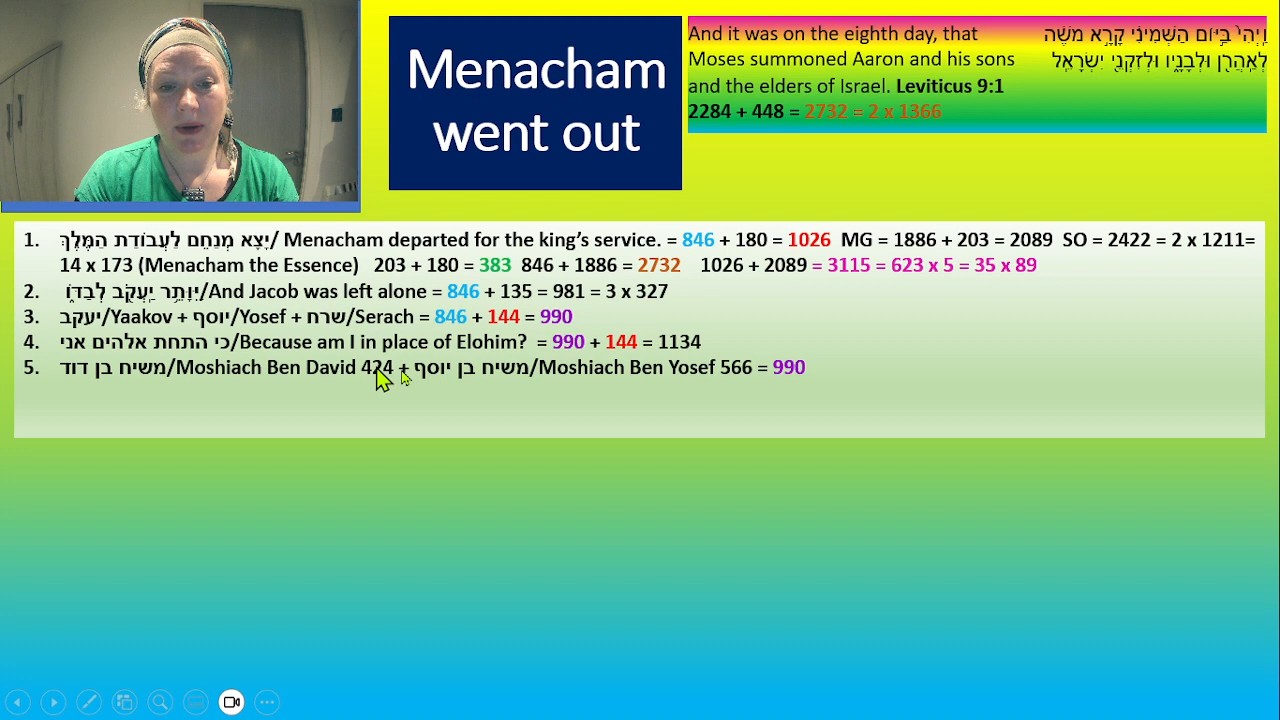 Menacham
went out
And it was on the eighth day, that
Moses summoned Aaron and his sons
and the elders of Israel. Leviticus 9:1
2284 + 448 = 2732 = 2 x 1366
וַיְהִי֙ בַּיּ֣וֹם הַשְּׁמִינִ֔י קָרָ֣א מֹשֶׁ֔ה
לְאַהֲרֹ֖ן וּלְבָנָ֑יו וּלְזִקְנֵ֖י יִשְׂרָאֵֽל
1. יָצָא מְנַחֵם לַעְבוֹדַת הַמֶּלֶךְ/ Menacham departed for the king’s service. = 846 + 180 = 1026 MG = 1886 + 203 = 2089 SO = 2422 = 2 x 1211=
14 x 173 (Menacham the Essence) 203 + 180 = 383 846 + 1886 = 2732 1026 + 2089 = 3115 = 623 x 5 = 35 x 89
2. וַיִּוָּתֵ֥ר יַעֲקֹ֖ב לְבַדּ֑וֹ/And Jacob was left alone = 846 + 135 = 981 = 3 x 327
3. יעקב/Yaakov + יוסף/Yosef + שרח/Serach = 846 + 144 = 990
4. כי התחת אלהים אני/Because am I in place of Elohim? = 990 + 144 = 1134
5. משיח בן דוד/Moshiach Ben David 424 + משיח בן יוסף/Moshiach Ben Yosef 566 = 990